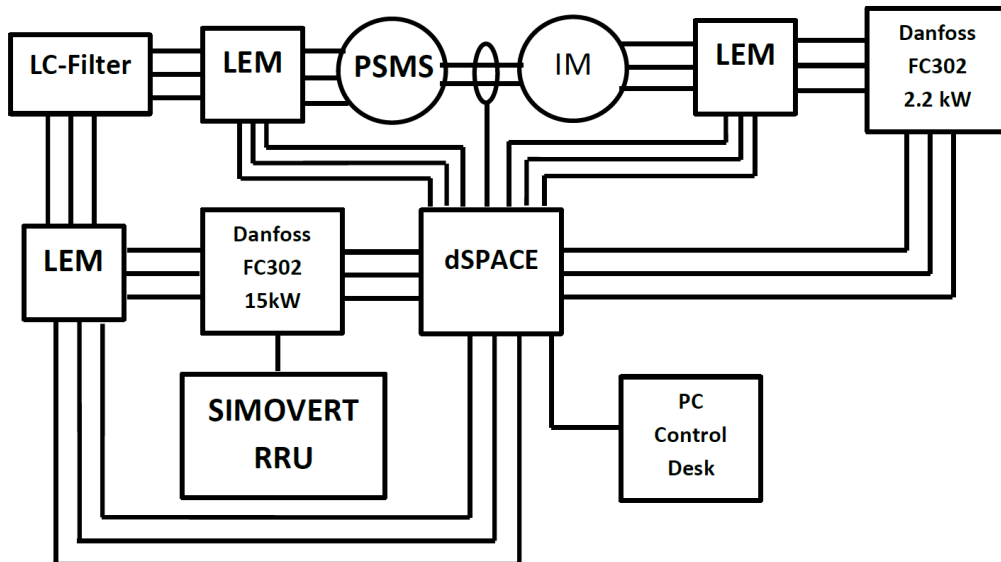 LC-Filter
LEM
PSMS
IM
LEM
Danfoss
FC302
2.2 kW
LEM
Danfoss
FC302
15kW
dSPACE
SIMOVERT
RRU
PC
Control
Desk